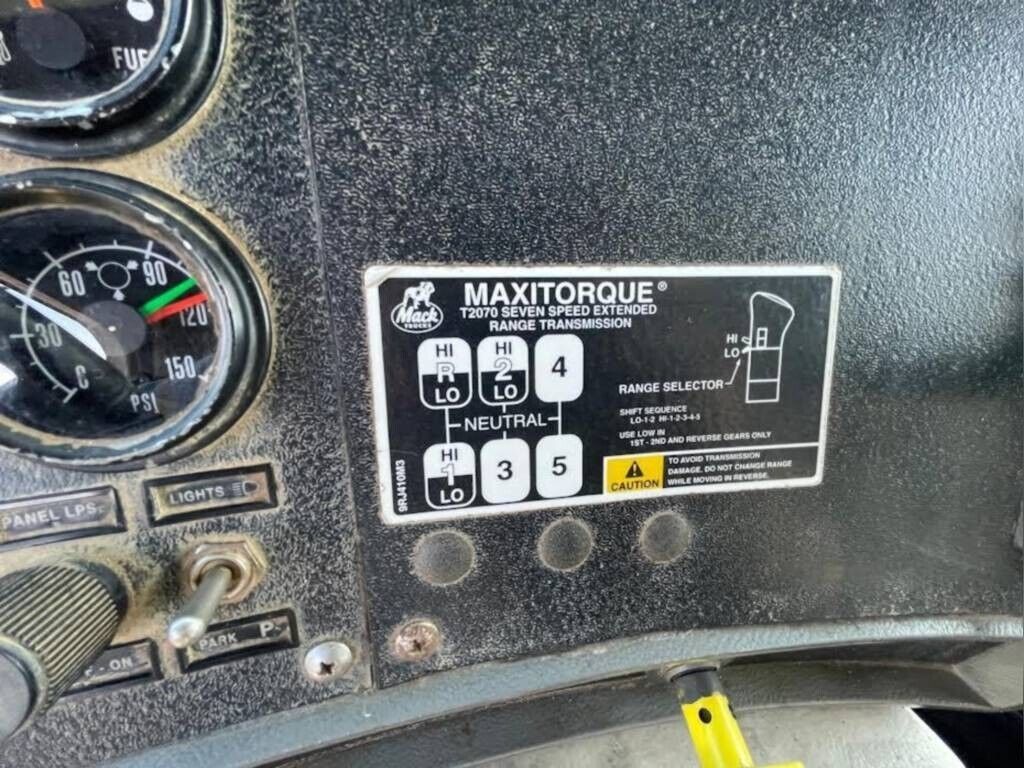 FUE
60
90
30
120
150
C
PSI
PANEL LPS.
LIGHTS
PARK P
- ON
Mack
TRUCKS
MAXITORQUE®
T2070 SEVEN SPEED EXTENDED
RANGE TRANSMISSION
HI HI
R 2 4
LO LO
NEUTRAL
HI
1 3 5
LO
9RJ410M3
HI
LO
RANGE SELECTOR
SHIFT SEQUENCE
LO-1-2 HI-1-2-3-4-5
USE LOW IN
1ST - 2ND AND REVERSE GEARS ONLY
CAUTION
TO AVOID TRANSMISSION
DAMAGE. DO NOT CHANGE RANGE
WHILE MOVING IN REVERSE.